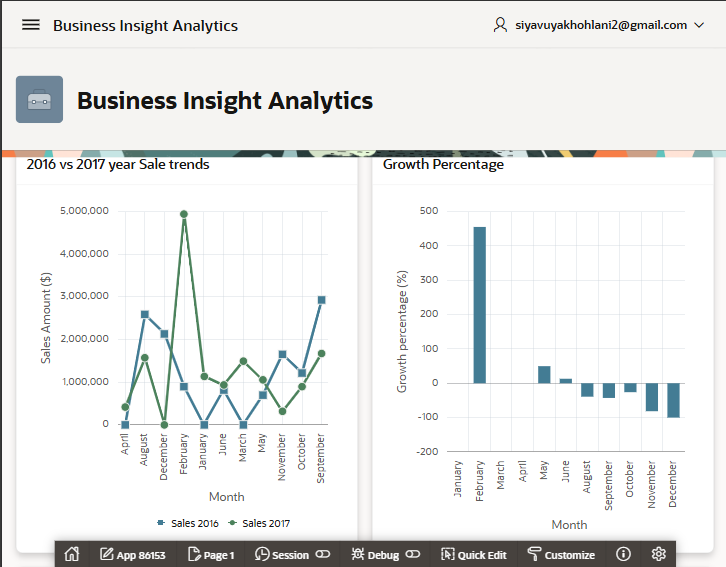 Business Insight Analytics
siyavuyakhohlani2@gmail.com
Business Insight Analytics
2016 vs 2017 year Sale trends
5,000,000
4,000,000
3,000,000
2,000,000
1,000,000
0
Sales Amount ($)
April
August
December
February
January
June
March
May
November
October
September
Month
Sales 2016
Sales 2017
Growth Percentage
500
400
300
200
100
0
-100
-200
Growth percentage (%)
January
February
March
April
May
June
August
September
October
November
December
Month
App 86153
Page 1
Session
Debug
Quick Edit
Customize